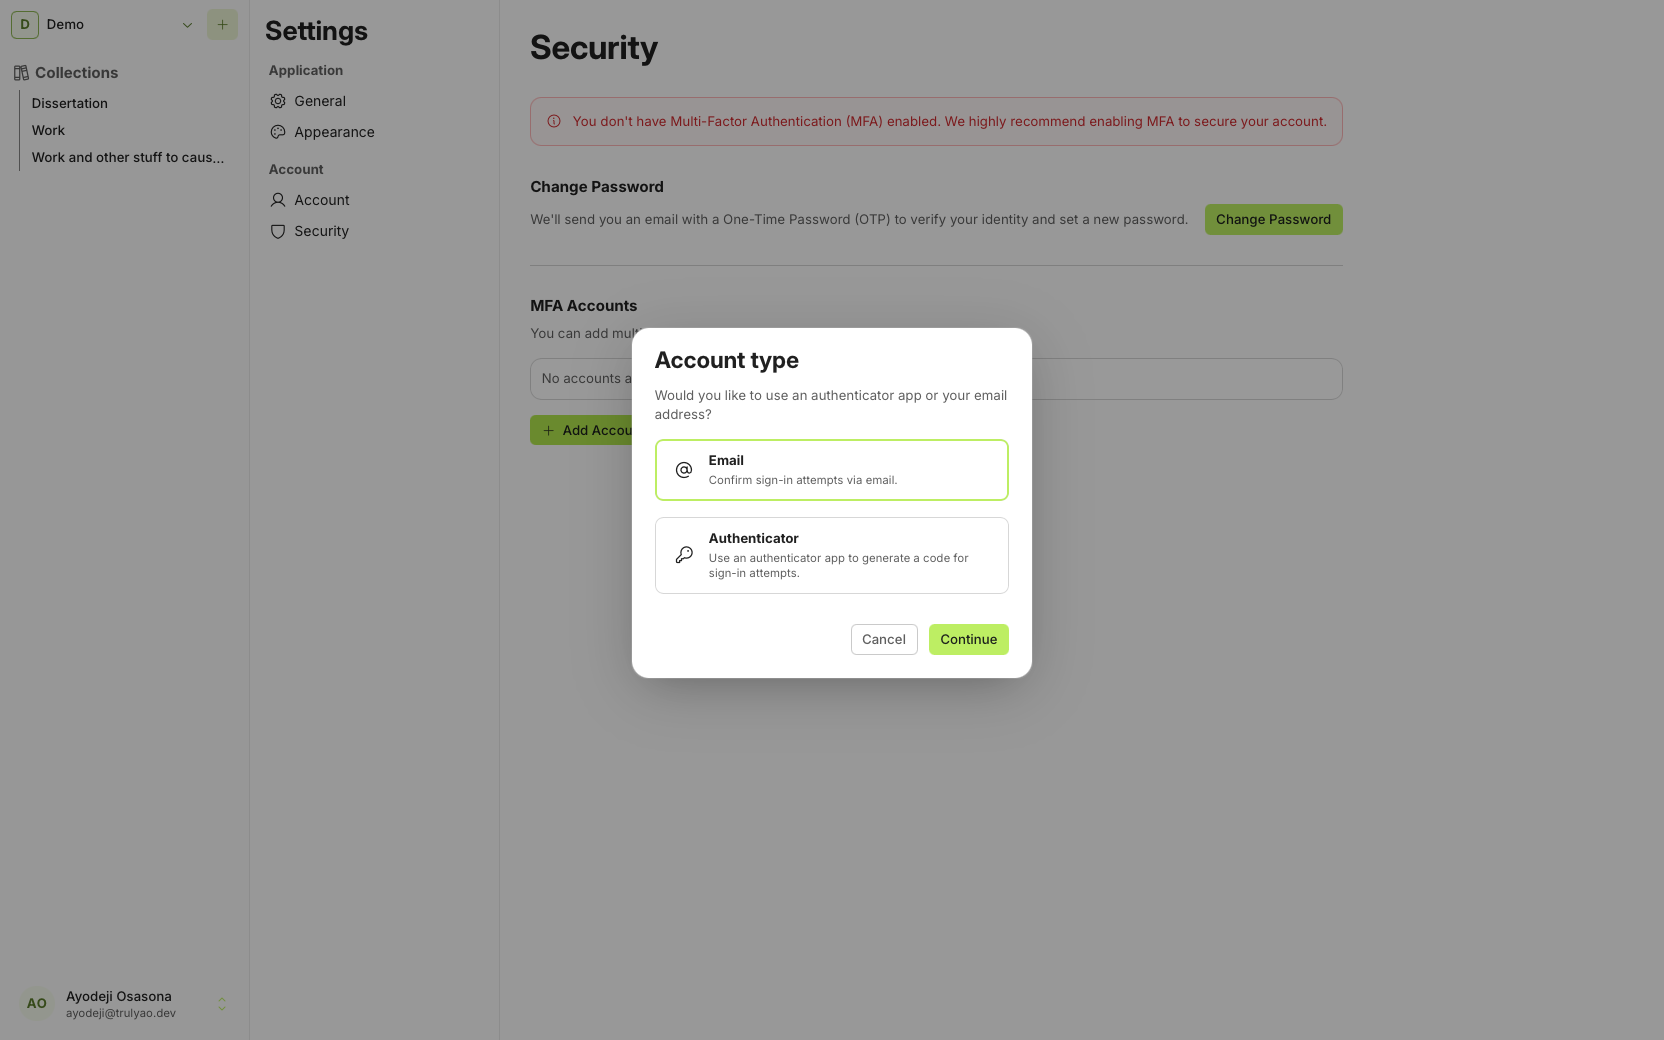 D
Demo
Collections
Dissertation
Work
Work and other stuff to caus...
AO
Ayodeji Osasona
ayodeji@trulyao.dev
Settings
Application
General
Appearance
Account
Account
Security
Security
You don't have Multi-Factor Authentication (MFA) enabled. We highly recommend enabling MFA to secure your account.
Change Password
We'll send you an email with a One-Time Password (OTP) to verify your identity and set a new password.
Change Password
MFA Accounts
You can add
No accounts
Add
Account type
Would you like to use an authenticator app or your email
address?
Email
Confirm sign-in attempts via email.
Authenticator
Use an authenticator app to generate a code for
sign-in attempts.
Cancel
Continue